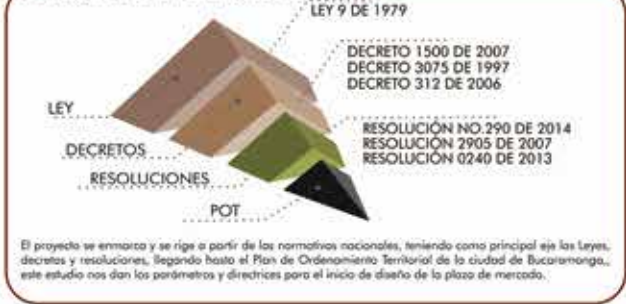 LEY 9 DE 1979
DECRETO 1500 DE 2007
DECRETO 3075 DE 1997
DECRETO 312 DE 2006
LEY
RESOLUCIÓN NO.290 DE 2014
RESOLUCIÓN 2905 DE 2007
RESOLUCIÓN 0240 DE 2013
DECRETOS
RESOLUCIONES
POT
El proyecto se enmarca y se rige a partir de las normativas nacionales, teniendo como principal eje las Leyes,
decretos y resoluciones, llegando hasta el Plan de Ordenamiento Territorial de la ciudad de Bucaramanga,,
este estudio nos dan los parámetros y directrices para el inicio de diseño de la plaza de mercado.